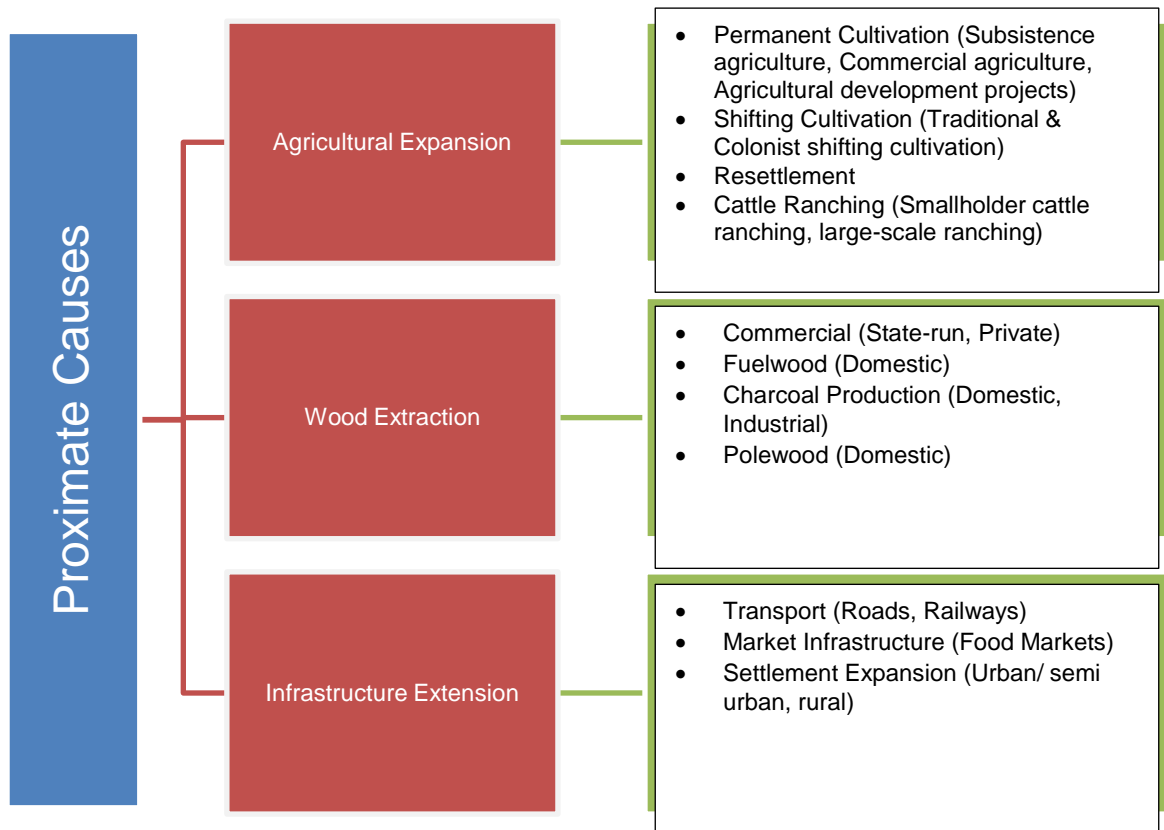 Proximate Causes
Agricultural Expansion
• Permanent Cultivation (Subsistence
agriculture, Commercial agriculture,
Agricultural development projects)
• Shifting Cultivation (Traditional &
Colonist shifting cultivation)
• Resettlement
• Cattle Ranching (Smallholder cattle
ranching, large-scale ranching)
Wood Extraction
• Commercial (State-run, Private)
• Fuelwood (Domestic)
• Charcoal Production (Domestic,
Industrial)
• Polewood (Domestic)
Infrastructure Extension
• Transport (Roads, Railways)
• Market Infrastructure (Food Markets)
• Settlement Expansion (Urban/ semi
urban, rural)